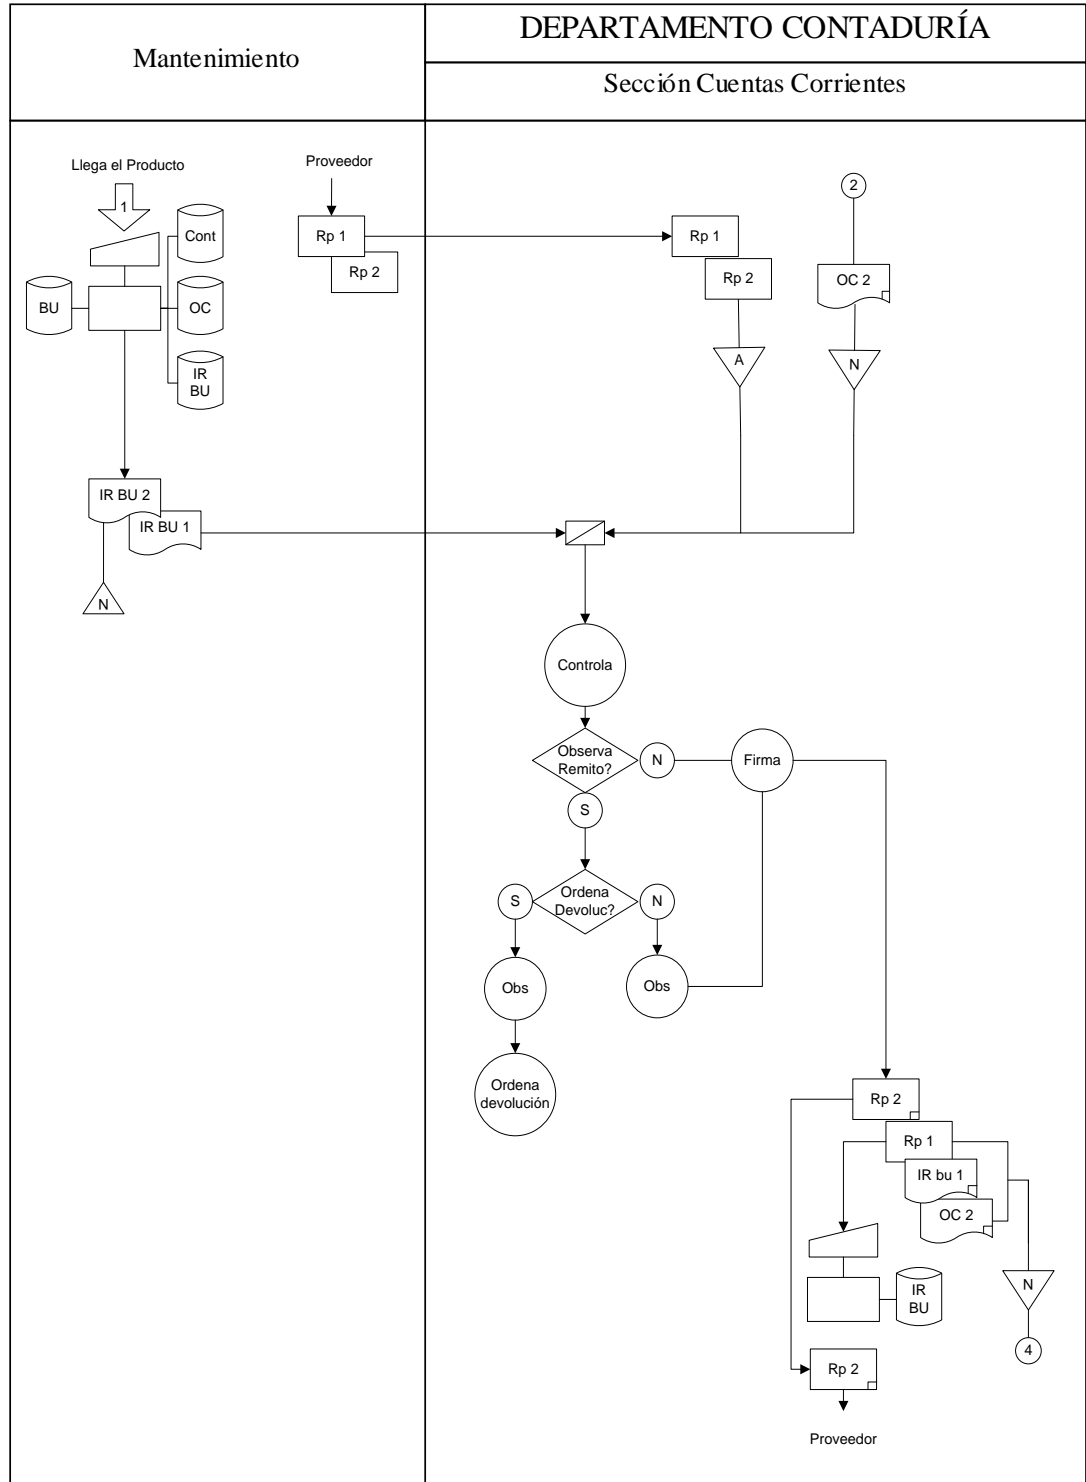 Mantenimiento
DEPARTAMENTO CONTADURÍA
Sección Cuentas Corrientes
Llega el Producto
1
Cont
BU
OC
IR
BU
IR BU 2
IR BU 1
N
Proveedor
Rp 1
Rp 2
Rp 1
Rp 2
A
2
OC 2
N
Controla
Observa
Remito?
N
Firma
S
Ordena
Devoluc?
S
N
Obs
Obs
Ordena
devolución
Rp 2
Rp 1
IR bu 1
OC 2
IR
BU
N
4
Rp 2
Proveedor